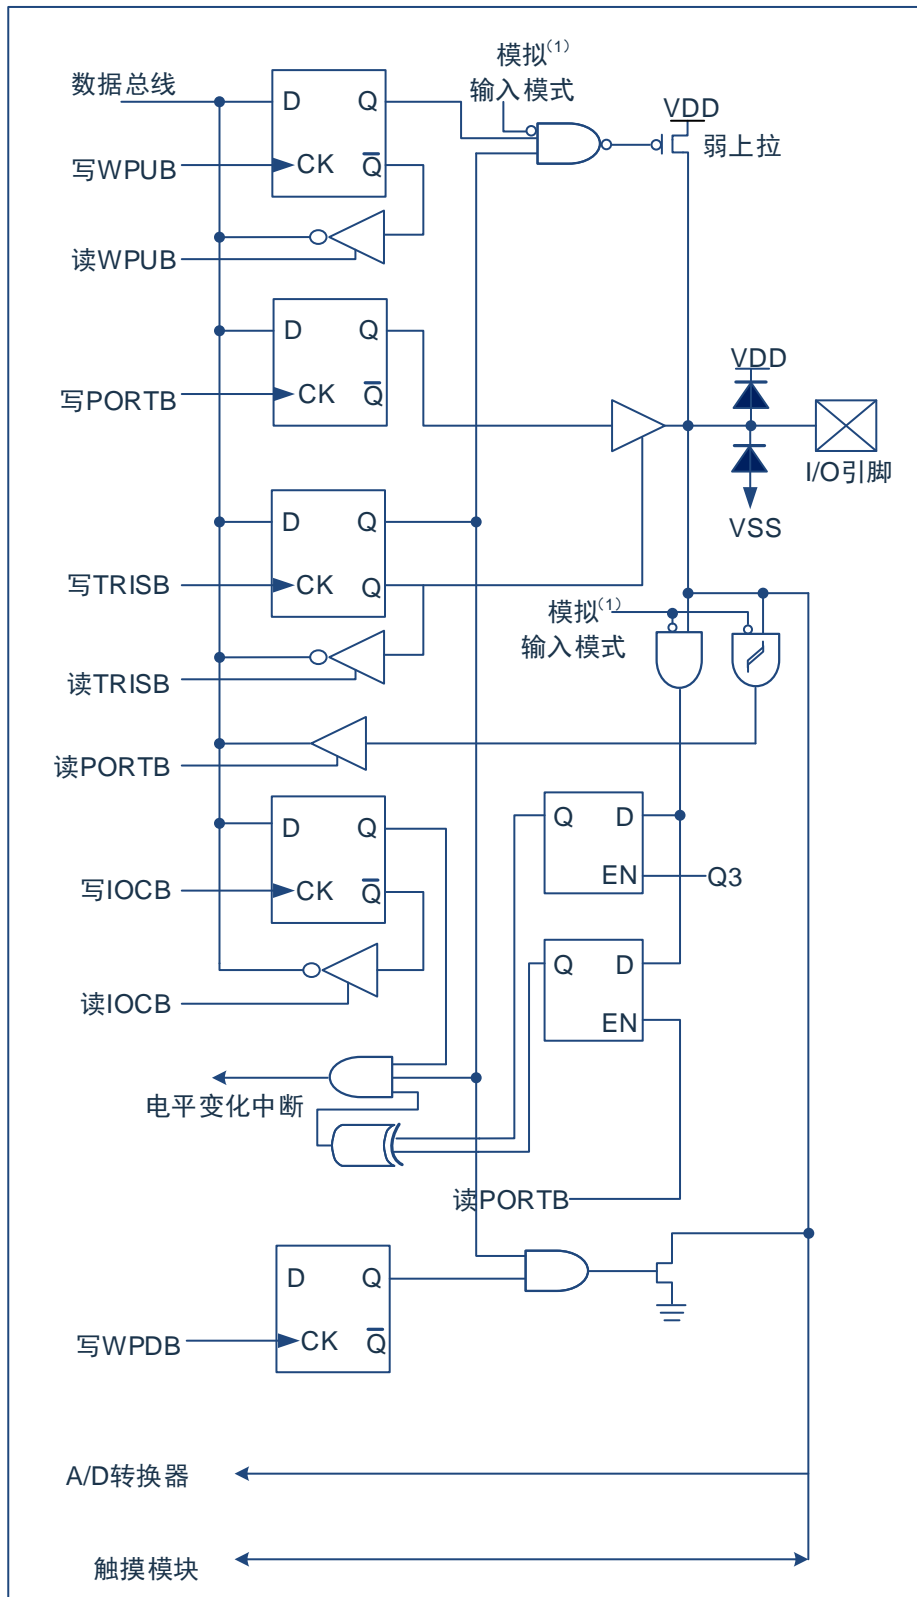 模拟(1)
输入模式
数据总线
D
Q
VDD
弱上拉
写WPUB
CK
Q
读WPUB
D
Q
写PORTB
CK
Q
VDD
I/O引脚
VSS
D
Q
写TRISB
CK
Q
模拟(1)
输入模式
读TRISB
读PORTB
D
Q
Q
D
写IOCB
CK
Q
EN
Q3
Q
D
读IOCB
EN
电平变化中断
读PORTB
D
Q
写WPDB
CK
Q
A/D转换器
触摸模块